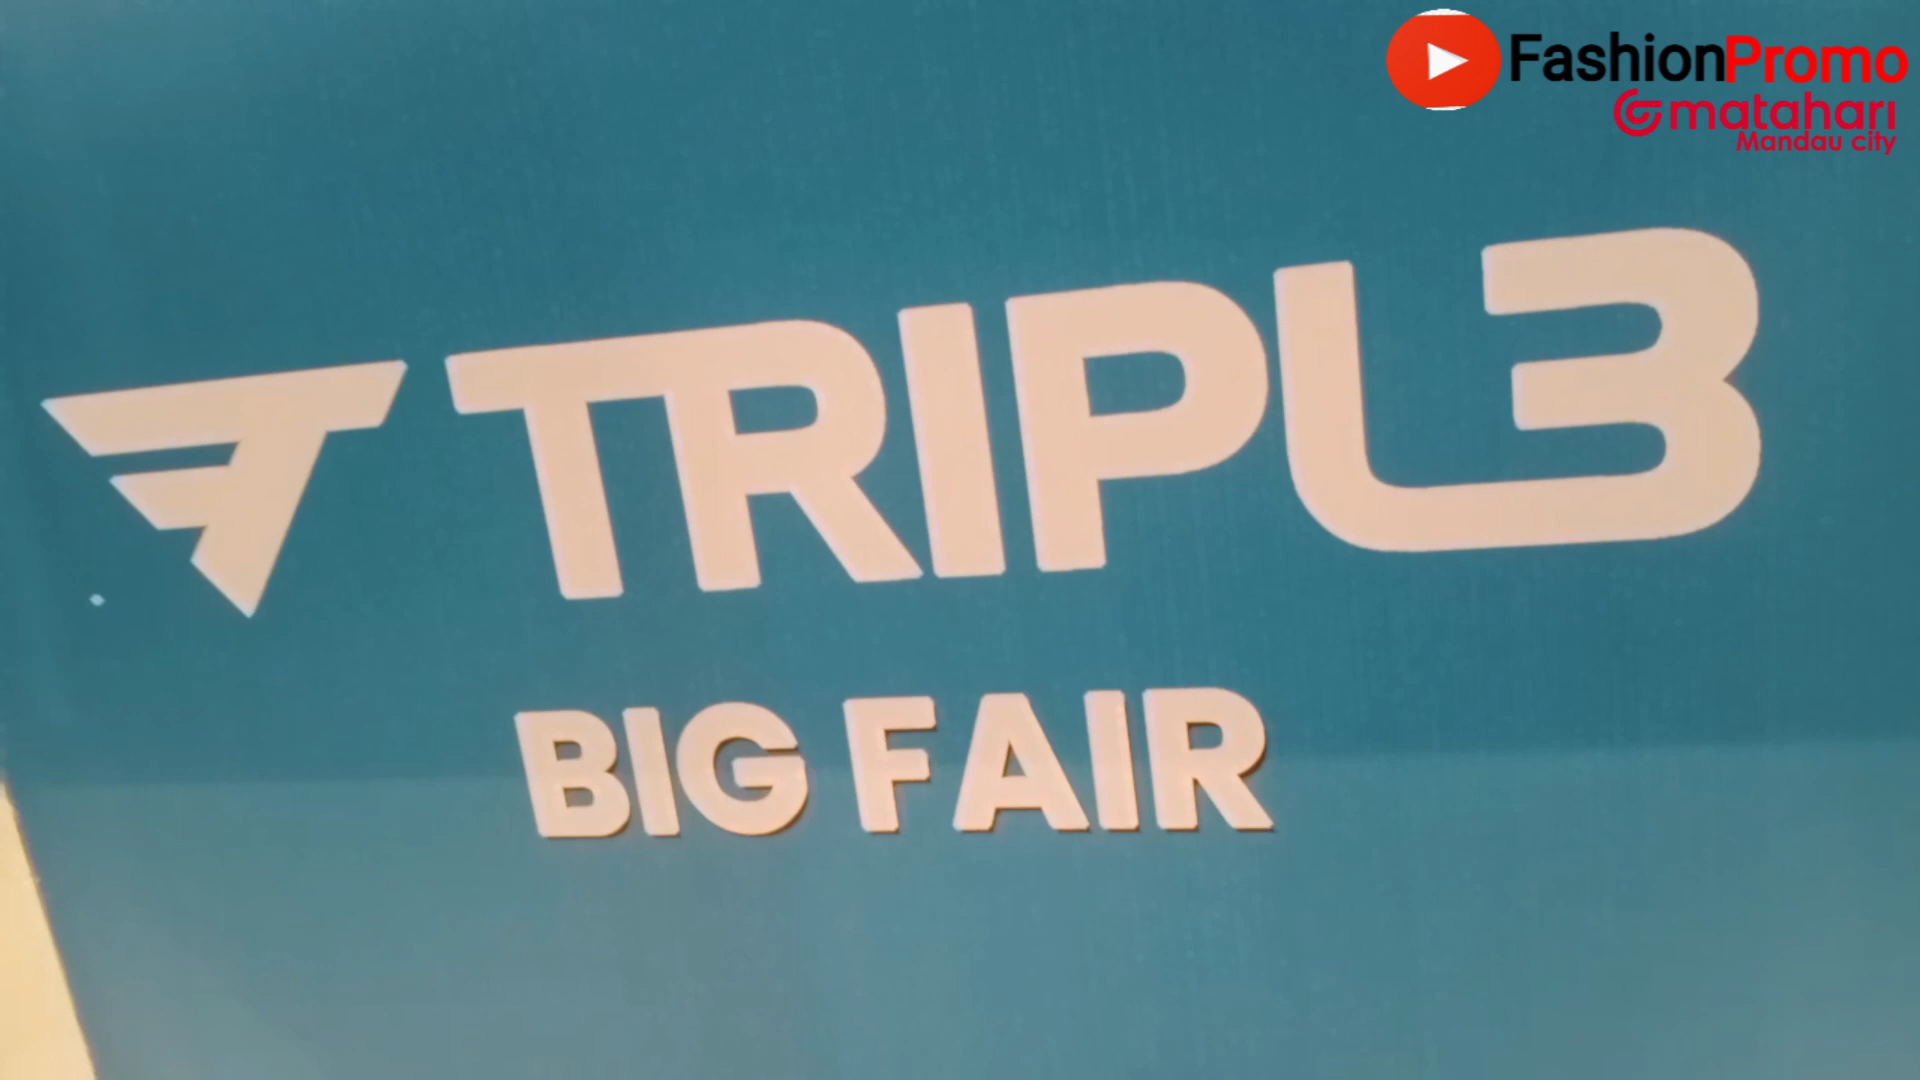 FashionPromo
matahari
Mandau city
TRIPL3
BIG FAIR